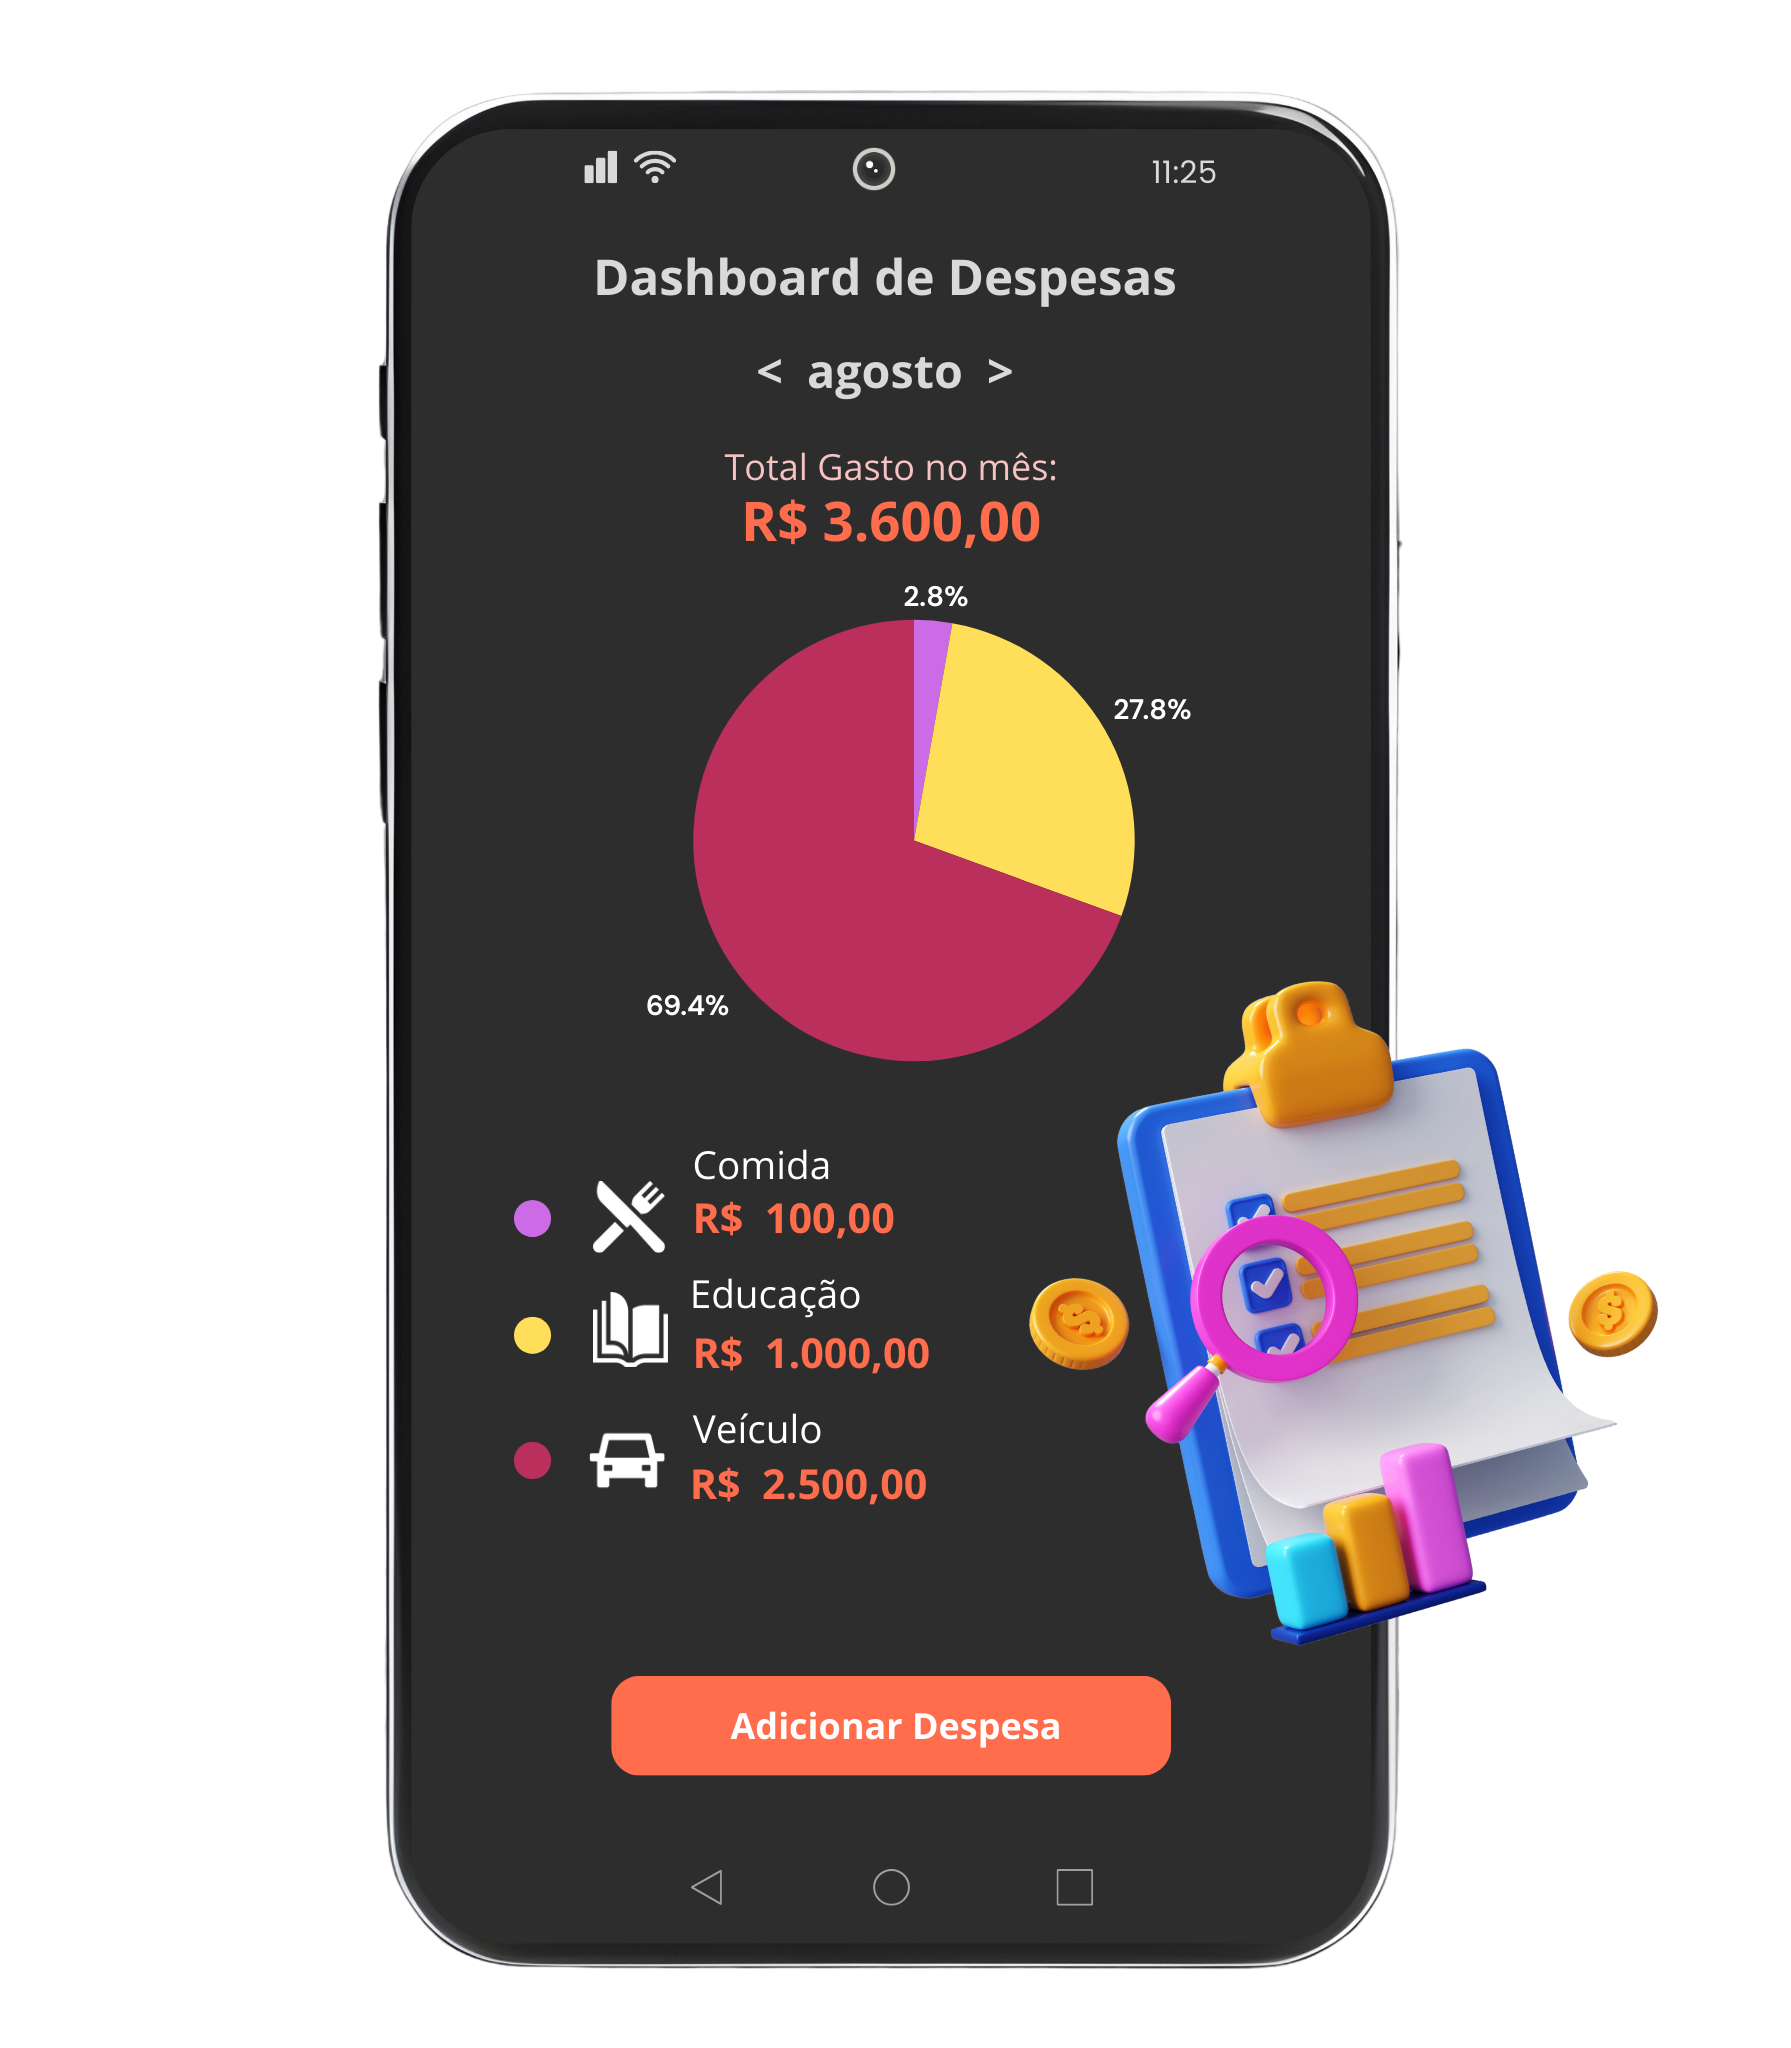 11:25
Dashboard de Despesas
< agosto >
Total Gasto no mês:
R$ 3.600,00
2.8%
27.8%
69.4%
Comida
R$ 100,00
Educação
R$ 1.000,00
Veículo
R$ 2.500,00
$
$
Adicionar Despesa